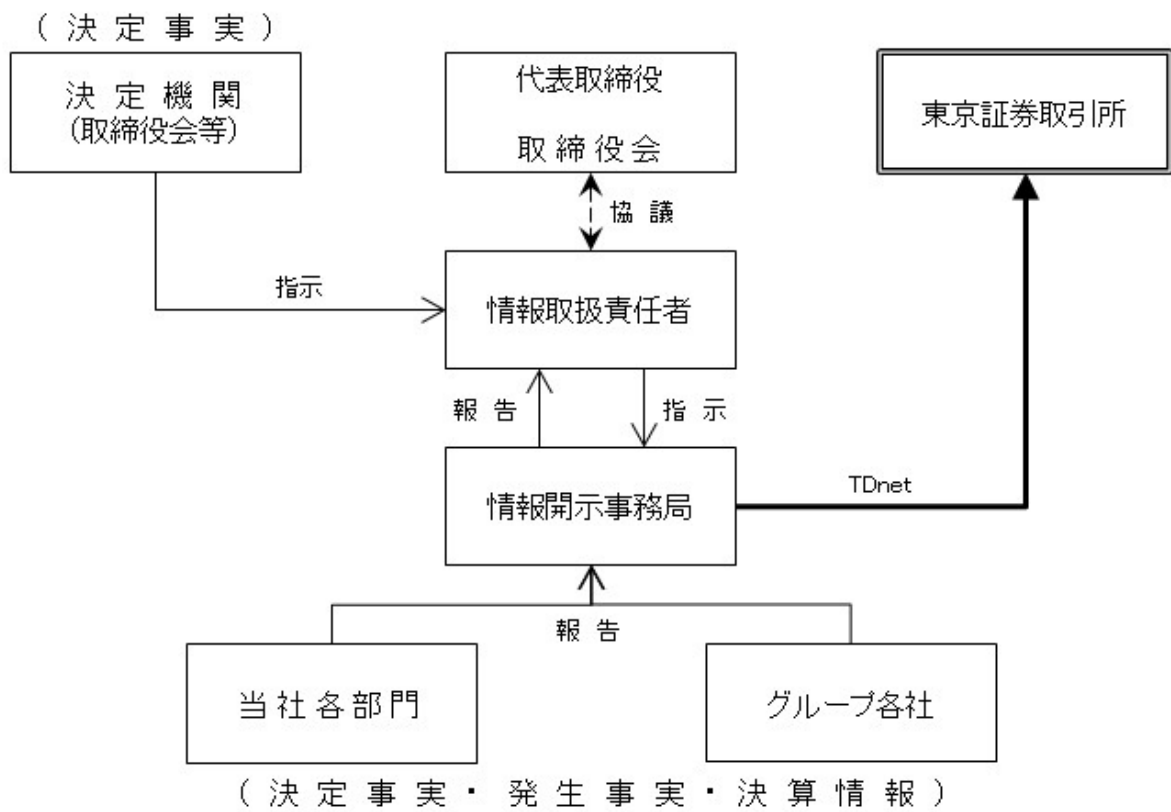 (決定事実)
決定機関
(取締役会等)
代表取締役
取締役会
東京証券取引所
協議
指示
情報取扱責任者
報告
指示
情報開示事務局
TDnet
報告
当社各部門
グループ各社
(決定事実・発生事実・決算情報)